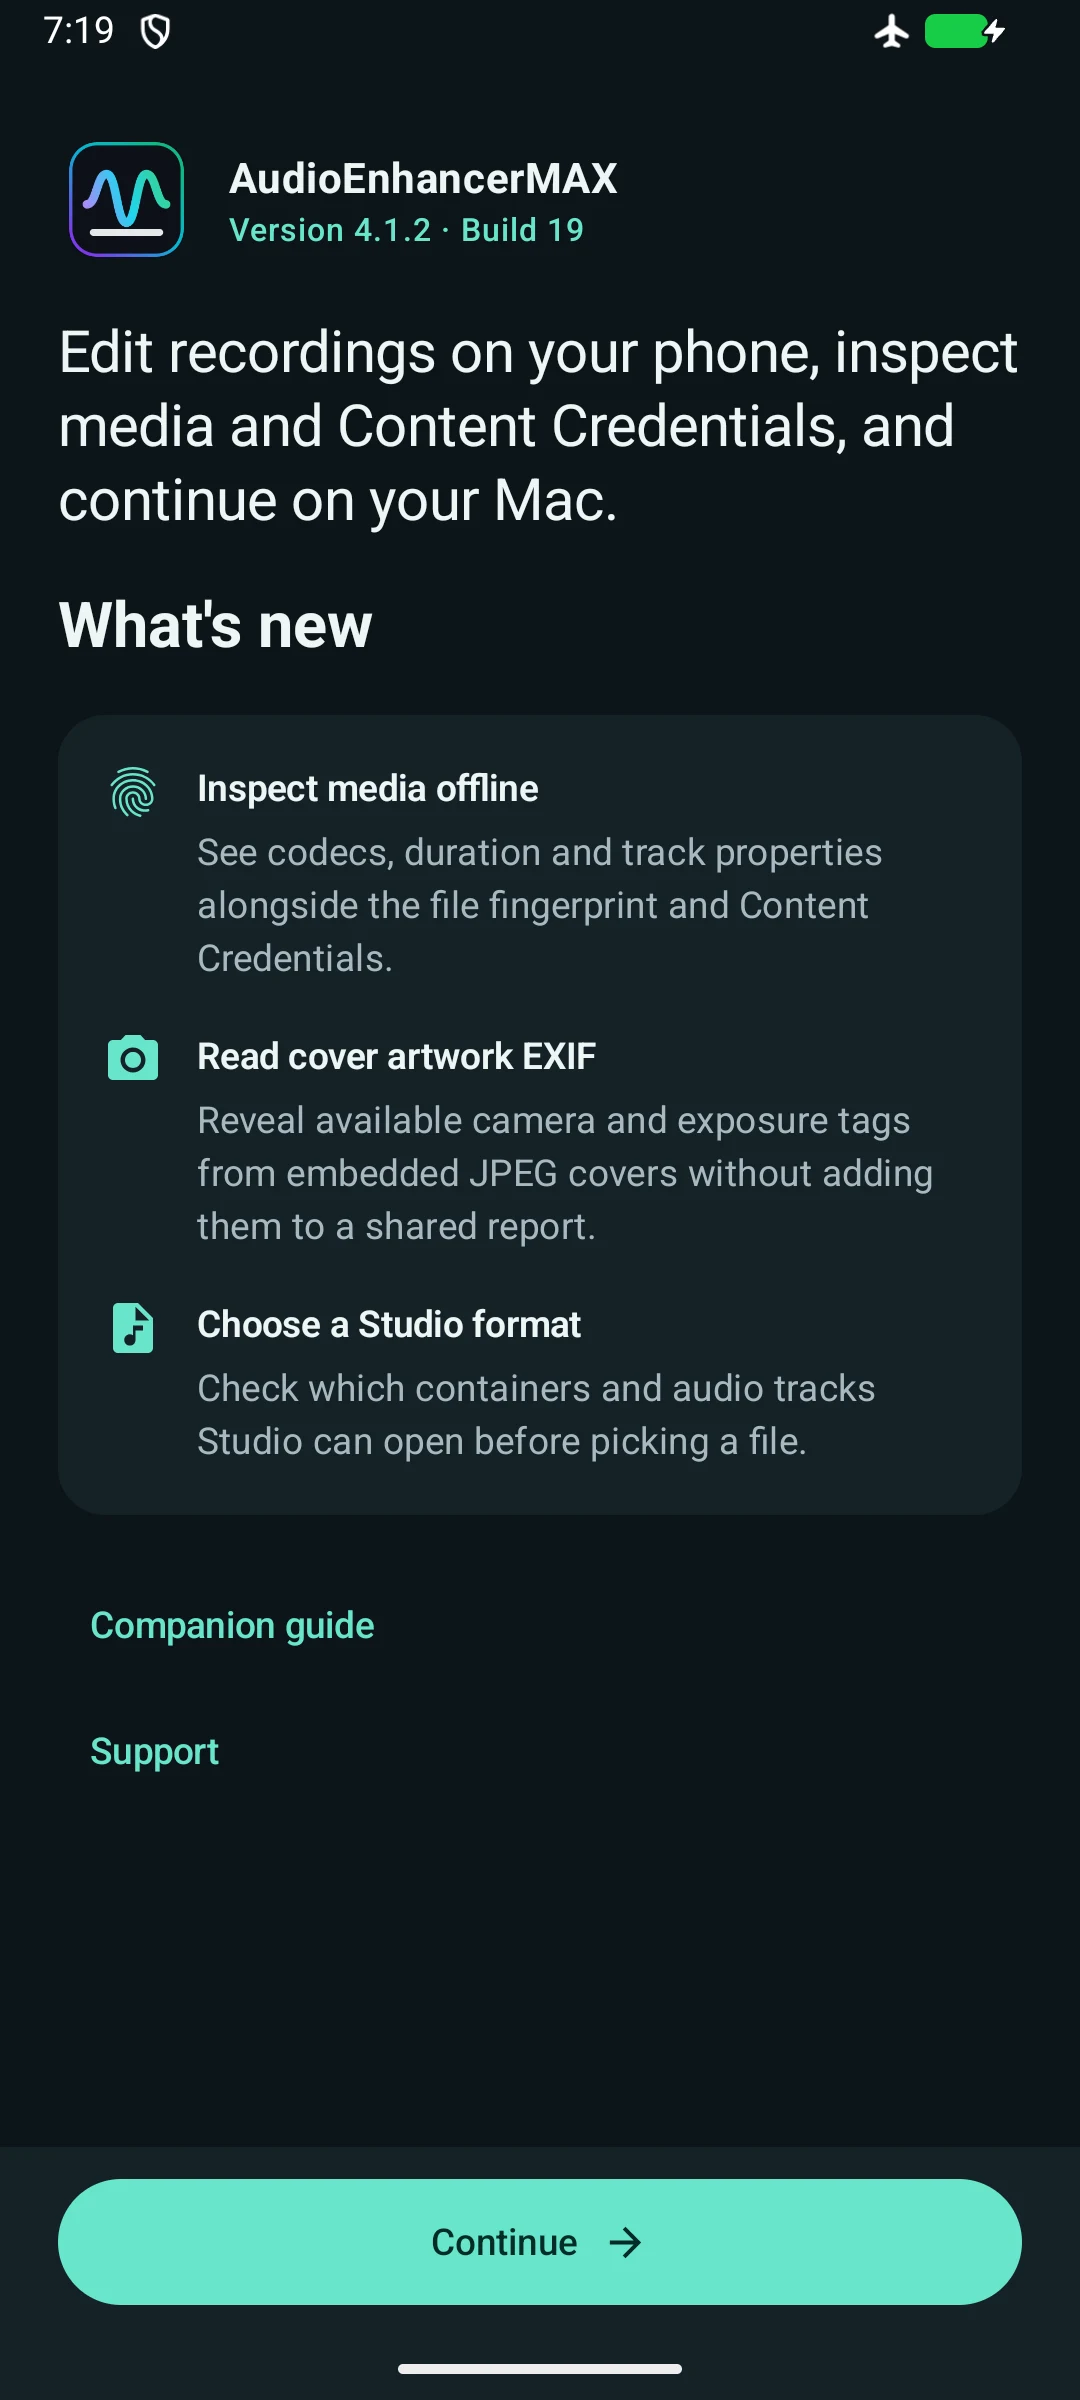 7:19
AudioEnhancerMAX
Version 4.1.2 · Build 19
Edit recordings on your phone, inspect
media and Content Credentials, and
continue on your Mac.
What's new
Inspect media offline
See codecs, duration and track properties
alongside the file fingerprint and Content
Credentials.
Read cover artwork EXIF
Reveal available camera and exposure tags
from embedded JPEG covers without adding
them to a shared report.
Choose a Studio format
Check which containers and audio tracks
Studio can open before picking a file.
Companion guide
Support
Continue